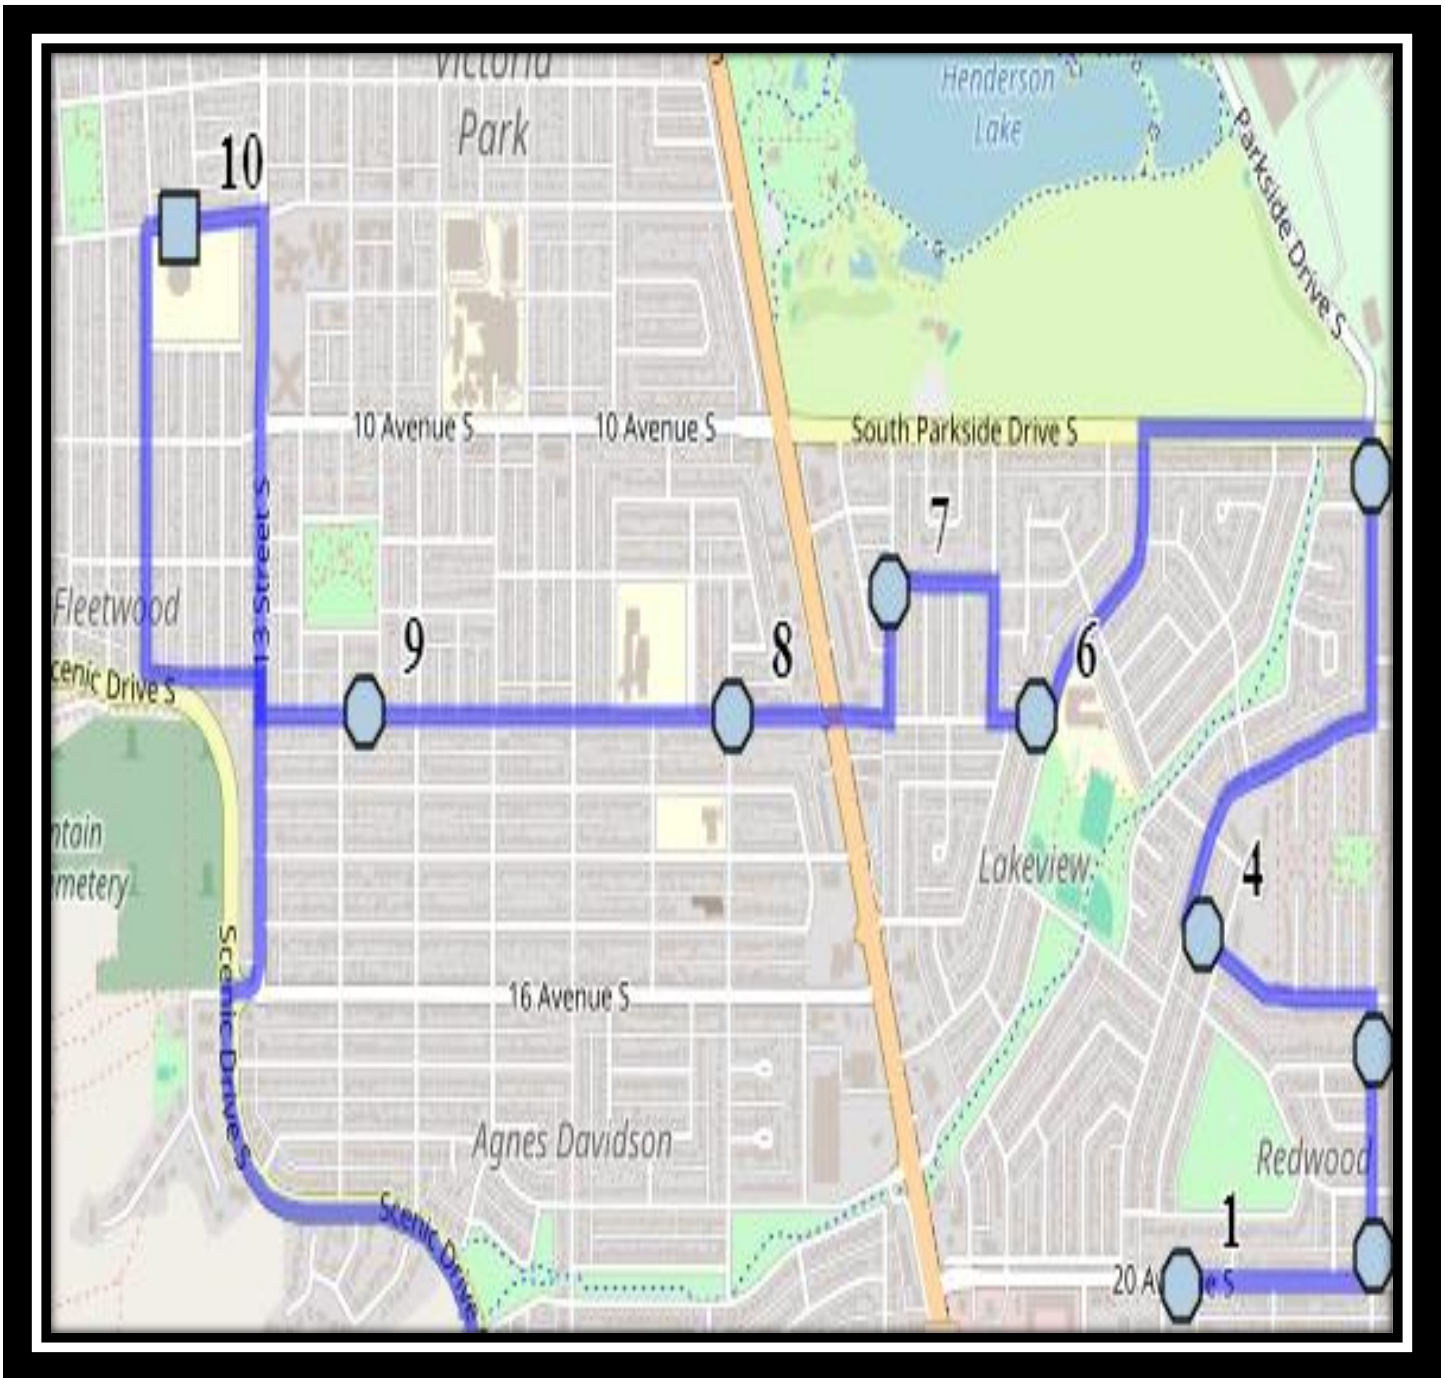 Victoria
Park
Henderson
Lake
Parkside Drive S
10
10 Avenue S
10 Avenue S
South Parkside Drive S
13 Street S
7
Fleetwood
9
8
6
cenic Drive S
ntain
metery
Lakeview
4
Scenic Drive S
16 Avenue S
Agnes Davidson
Redwood
Scenic Drive
1
20 A e S